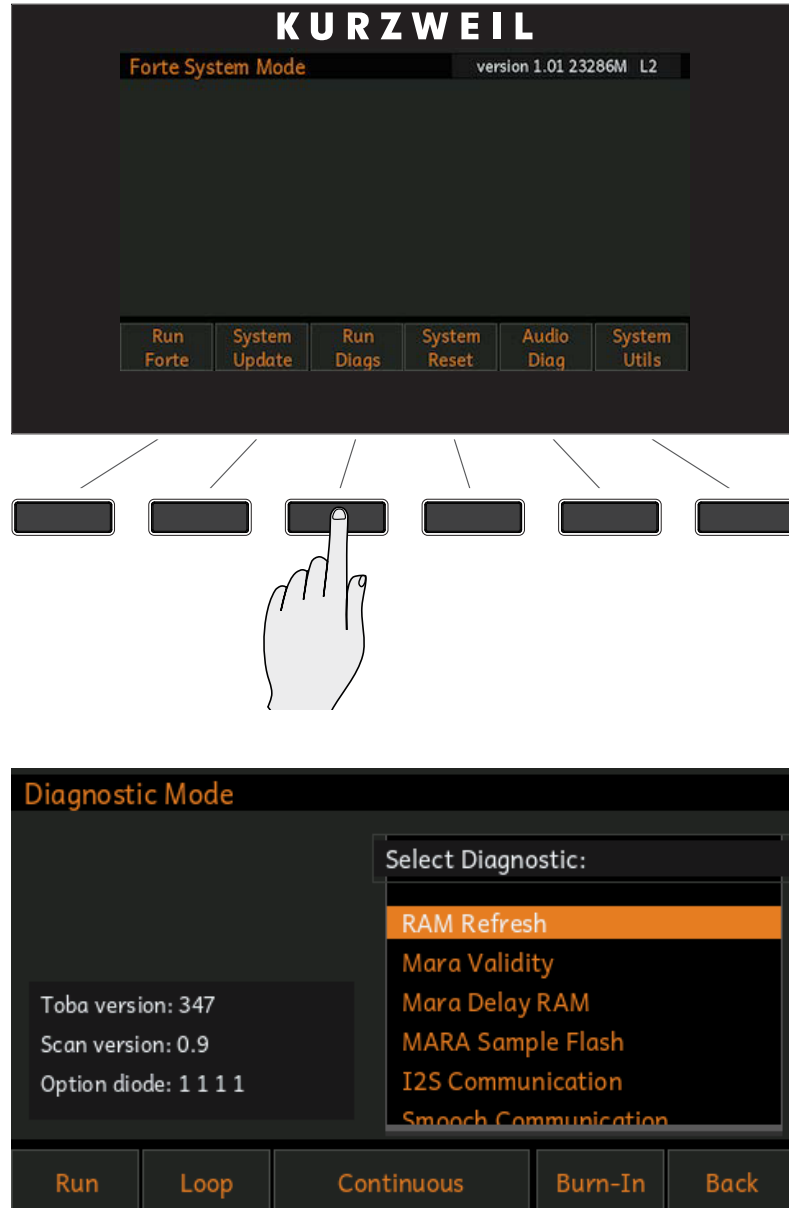 KURZWEIL
Forte System Mode version 1.01 23286M L2
Run Forte System Update Run Diags System Reset Audio Diag System Utils
Diagnostic Mode
Select Diagnostic:
RAM Refresh
Mara Validity
Mara Delay RAM
MARA Sample Flash
I2S Communication
Smooch Communication
Toba version: 347
Scan version: 0.9
Option diode: 1 1 1 1
Run Loop Continuous Burn-In Back